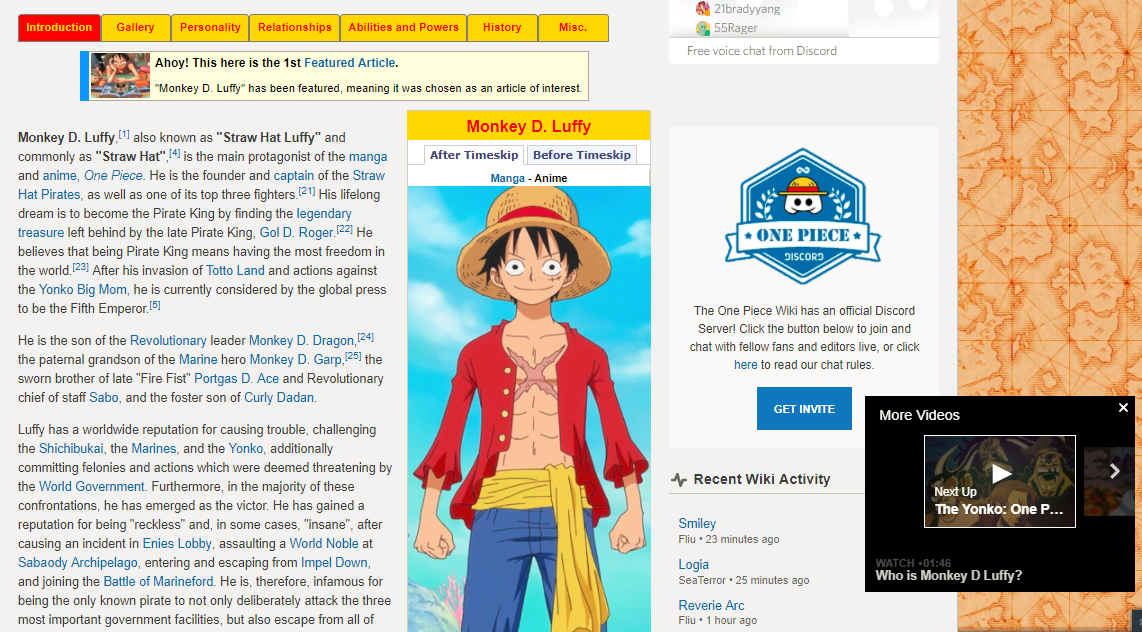 Introduction
Gallery
Personality
Relationships
Abilities and Powers
History
Misc.
Ahoy! This here is the 1st Featured Article.
"Monkey D. Luffy" has been featured, meaning it was chosen as an article of interest.
Monkey D. Luffy,[1] also known as "Straw Hat Luffy" and
commonly as "Straw Hat",[4] is the main protagonist of the manga
and anime, One Piece. He is the founder and captain of the Straw
Hat Pirates, as well as one of its top three fighters.[21] His lifelong
dream is to become the Pirate King by finding the legendary
treasure left behind by the late Pirate King, Gol D. Roger.[22] He
believes that being Pirate King means having the most freedom in
the world.[23] After his invasion of Totto Land and actions against
the Yonko Big Mom, he is currently considered by the global press
to be the Fifth Emperor.[5]
He is the son of the Revolutionary leader Monkey D. Dragon,[24]
the paternal grandson of the Marine hero Monkey D. Garp,[25] the
sworn brother of late "Fire Fist" Portgas D. Ace and Revolutionary
chief of staff Sabo, and the foster son of Curly Dadan.
Luffy has a worldwide reputation for causing trouble, challenging
the Shichibukai, the Marines, and the Yonko, additionally
committing felonies and actions which were deemed threatening by
the World Government. Furthermore, in the majority of these
confrontations, he has emerged as the victor. He has gained a
reputation for being "reckless" and, in some cases, "insane", after
causing an incident in Enies Lobby, assaulting a World Noble at
Sabaody Archipelago, entering and escaping from Impel Down,
and joining the Battle of Marineford. He is, therefore, infamous for
being the only known pirate to not only deliberately attack the three
most important government facilities, but also escape from all of
Monkey D. Luffy
After Timeskip
Before Timeskip
Manga - Anime
21bradyyang
55Rager
Free voice chat from Discord
ONE PIECE
DISCORD
The One Piece Wiki has an official Discord
Server! Click the button below to join and
chat with fellow fans and editors live, or click
here to read our chat rules.
GET INVITE
Recent Wiki Activity
Smiley
Fliu • 23 minutes ago
Logia
SeaTerror • 25 minutes ago
Reverie Arc
Fliu • 1 hour ago
More Videos
Next Up
The Yonko: One P...
WATCH • 01:46
Who is Monkey D Luffy?